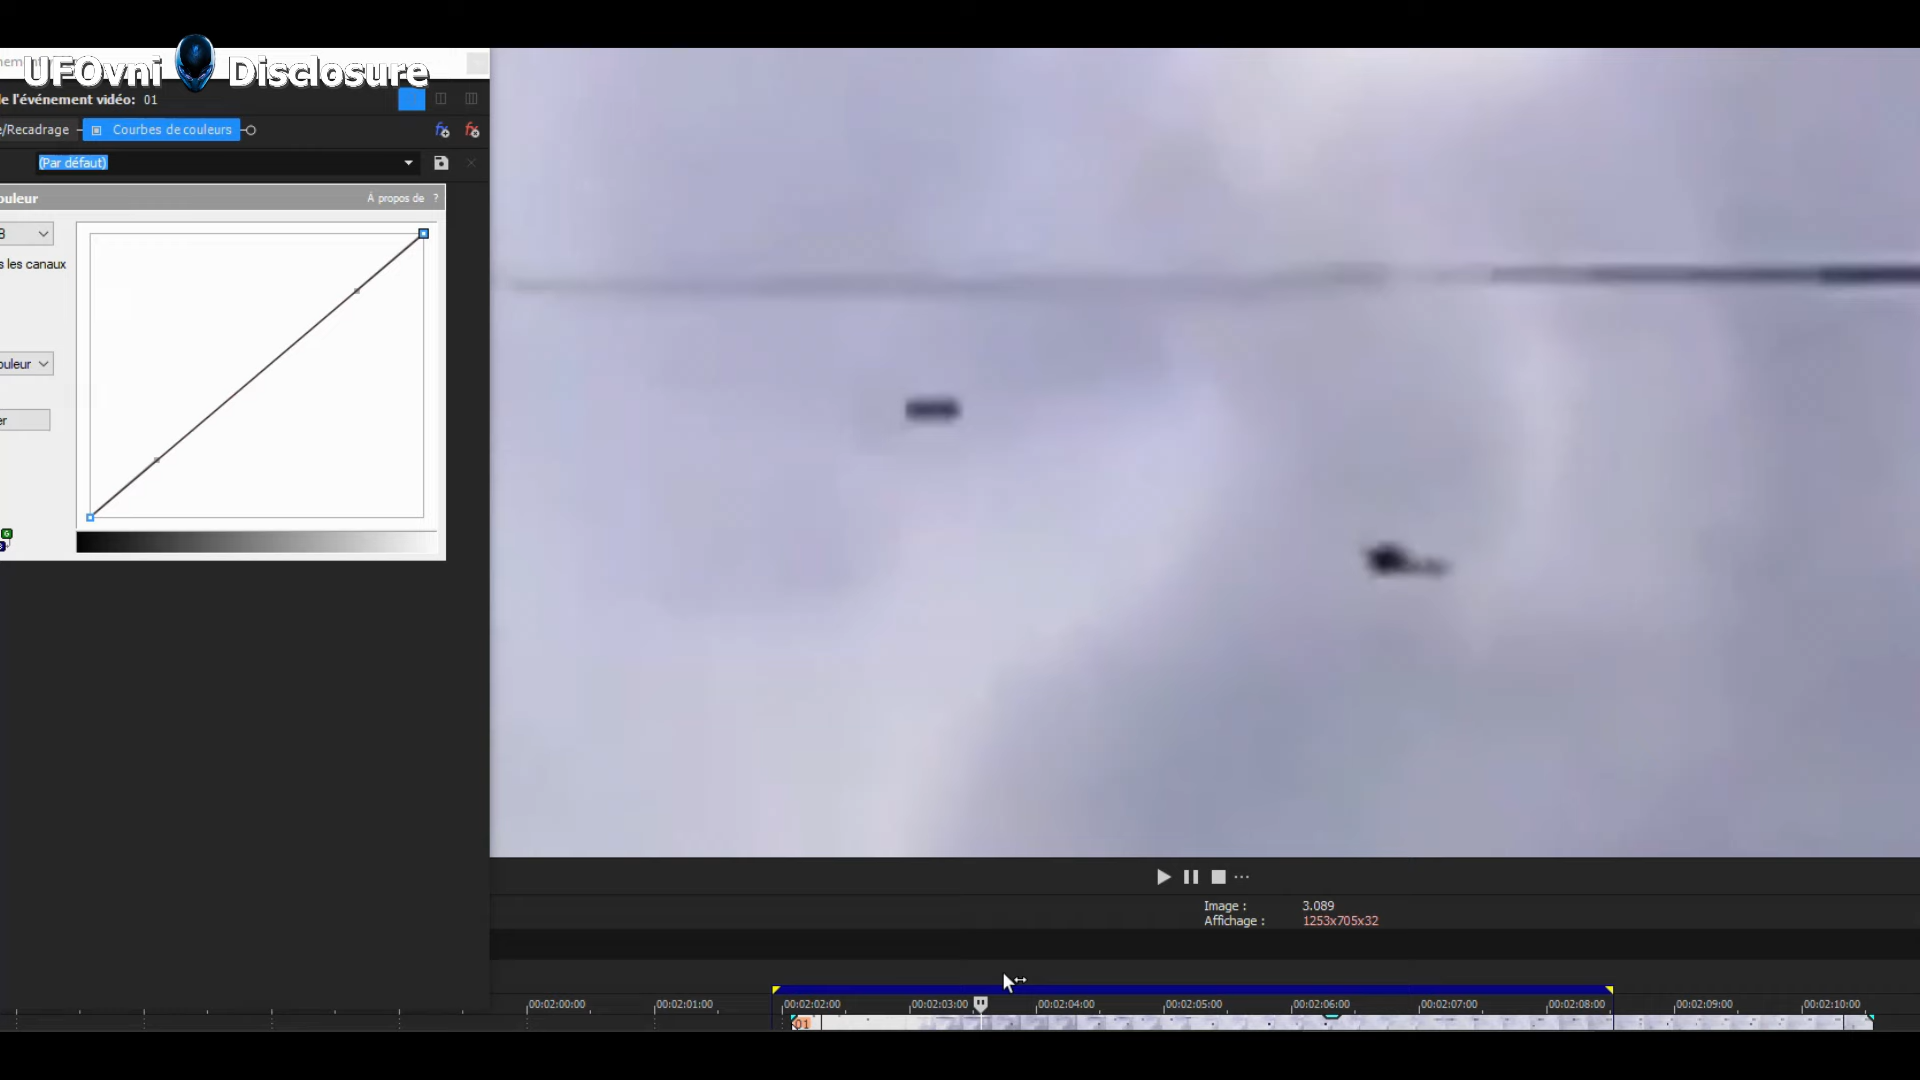 UFOvni Disclosure
e l'événement vidéo: 01
e/Recadrage
Courbes de couleurs
(Par défaut)
ouleur
À propos de ?
B
s les canaux
ouleur
er
Image : 3.089
Affichage : 1253x705x32
00:02:00:00 00:02:01:00 00:02:02:00 00:02:03:00 00:02:04:00 00:02:05:00 00:02:06:00 00:02:07:00 00:02:08:00 00:02:09:00 00:02:10:00
01